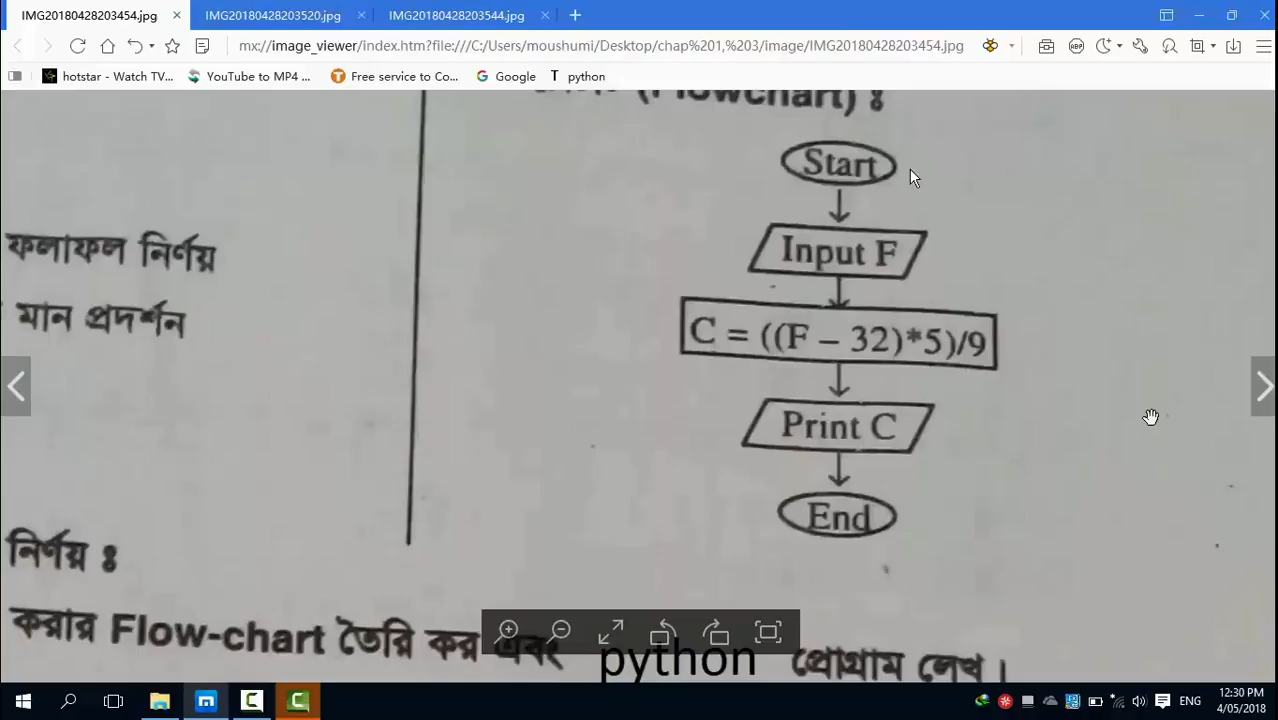 IMG20180428203454.jpg
IMG20180428203520.jpg
IMG20180428203544.jpg
mx://image_viewer/index.htm?file:///C:/Users/moushumi/Desktop/chap%201,%203/image/IMG20180428203454.jpg
hotstar - Watch TV...
YouTube to MP4 ...
Free service to Co...
Google
python
(Flowchart) ঃ
Start
Input F
ফলাফল নির্ণয়
মান প্রদর্শন
C = ((F – 32)*5)/9
Print C
End
নির্ণয় ঃ
করার Flow-chart তৈরি কর এবং python প্রোগ্রাম লেখ।
ENG
12:30 PM
4/05/2018